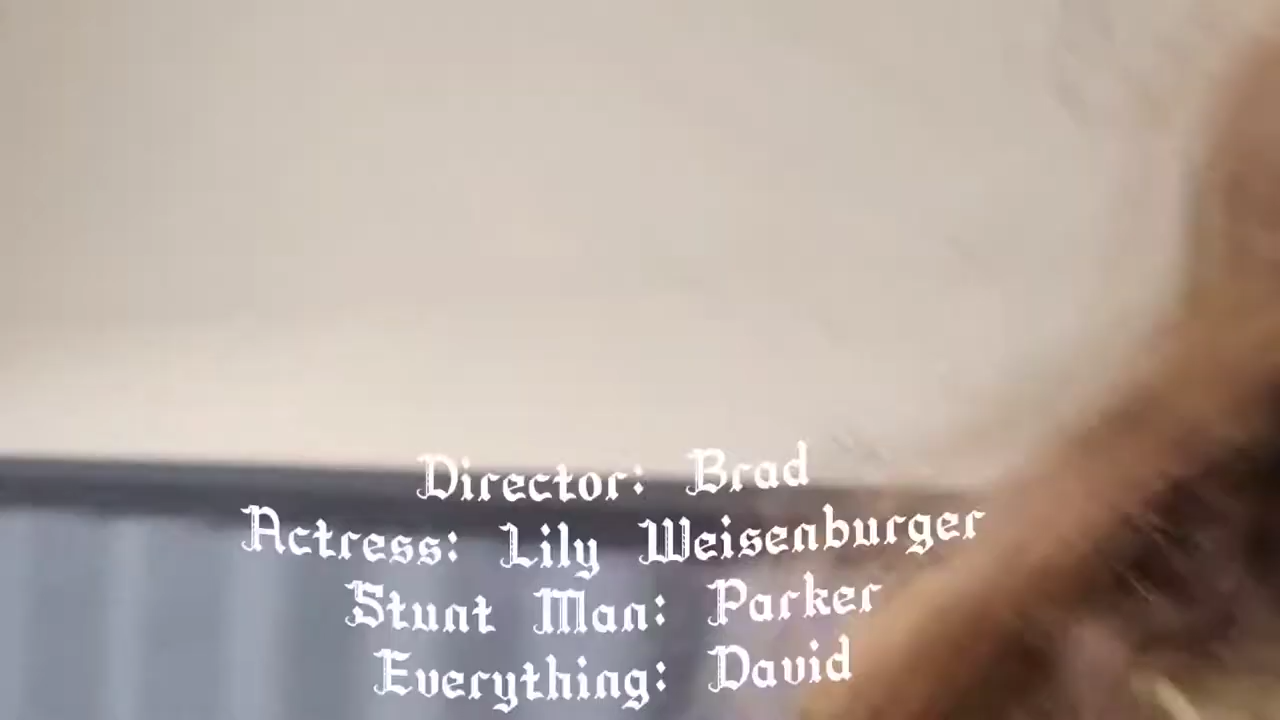 Director: Brad
Actress: Lily Weisenburger
Stunt Man: Parker
Everything: David